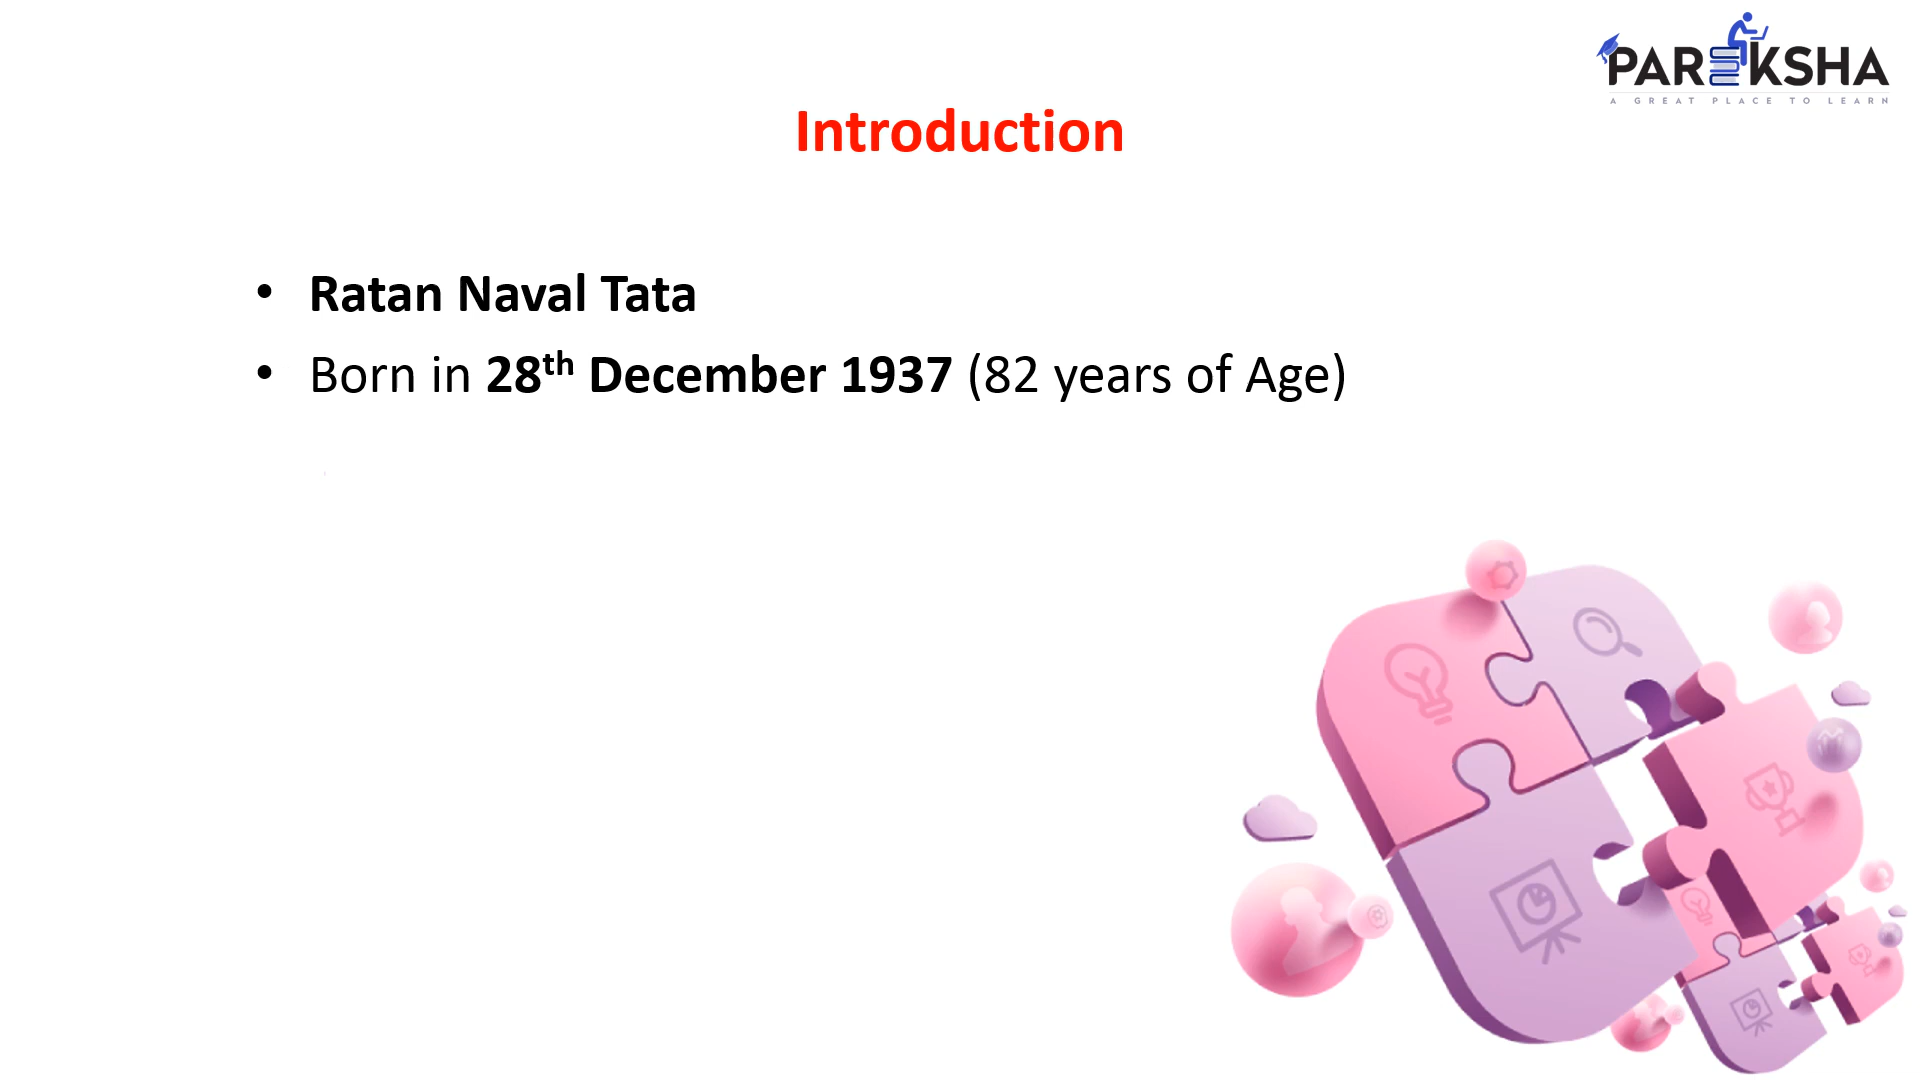 PAREEKSHA
A GREAT PLACE TO LEARN
Introduction
• Ratan Naval Tata
• Born in 28th December 1937 (82 years of Age)